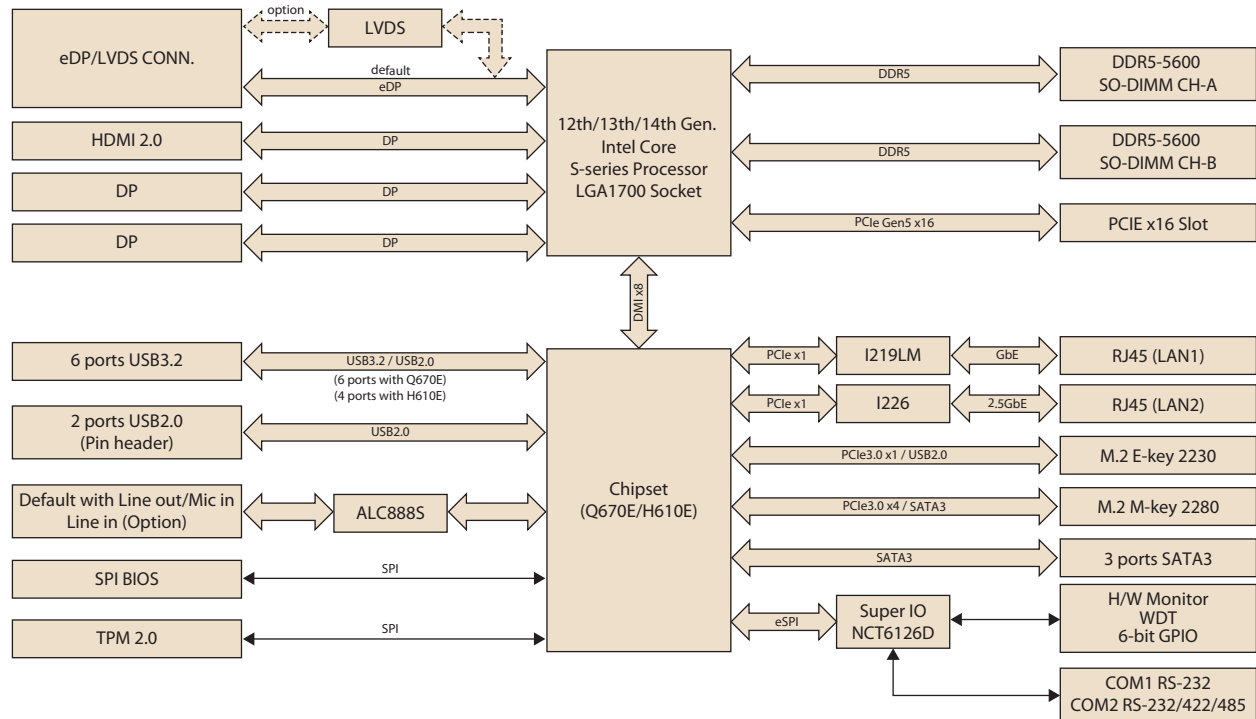 option
LVDS
eDP/LVDS CONN.
default
eDP
HDMI 2.0
DP
DP
DP
DP
DP
12th/13th/14th Gen.
Intel Core
S-series Processor
LGA1700 Socket
DDR5
DDR5-5600
SO-DIMM CH-A
DDR5
DDR5-5600
SO-DIMM CH-B
PCIe Gen5 x16
PCIE x16 Slot
DMI x8
6 ports USB3.2
USB3.2 / USB2.0
(6 ports with Q670E)
(4 ports with H610E)
2 ports USB2.0
(Pin header)
USB2.0
Default with Line out/Mic in
Line in (Option)
ALC888S
SPI BIOS
SPI
TPM 2.0
SPI
Chipset
(Q670E/H610E)
PCIe x1
I219LM
GbE
RJ45 (LAN1)
PCIe x1
I226
2.5GbE
RJ45 (LAN2)
PCIe3.0 x1 / USB2.0
M.2 E-key 2230
PCIe3.0 x4 / SATA3
M.2 M-key 2280
SATA3
3 ports SATA3
eSPI
Super IO
NCT6126D
H/W Monitor
WDT
6-bit GPIO
COM1 RS-232
COM2 RS-232/422/485